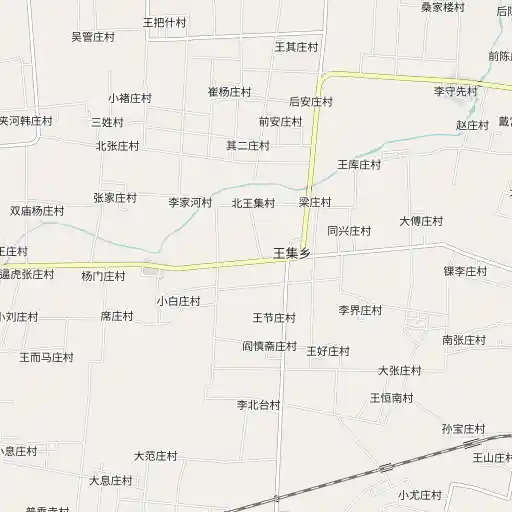 桑家楼村
王把什村
吴管庄村
王其庄村
前陈
李守先村
崔杨庄村
小褚庄村
后安庄村
夹河韩庄村
三姓村
前安庄村
赵庄村
戴
北张庄村
其二庄村
王库庄村
张家庄村
李家河村
北王集村
梁庄村
双庙杨庄村
大傅庄村
同兴庄村
王庄村
王集乡
逼虎张庄村
杨门庄村
锞李庄村
小白庄村
李界庄村
小刘庄村
席庄村
王节庄村
南张庄村
阎慎斋庄村
王好庄村
王而马庄村
大张庄村
王恒南村
李北台村
孙宝庄村
小息庄村
大范庄村
王山庄村
大息庄村
小尤庄村